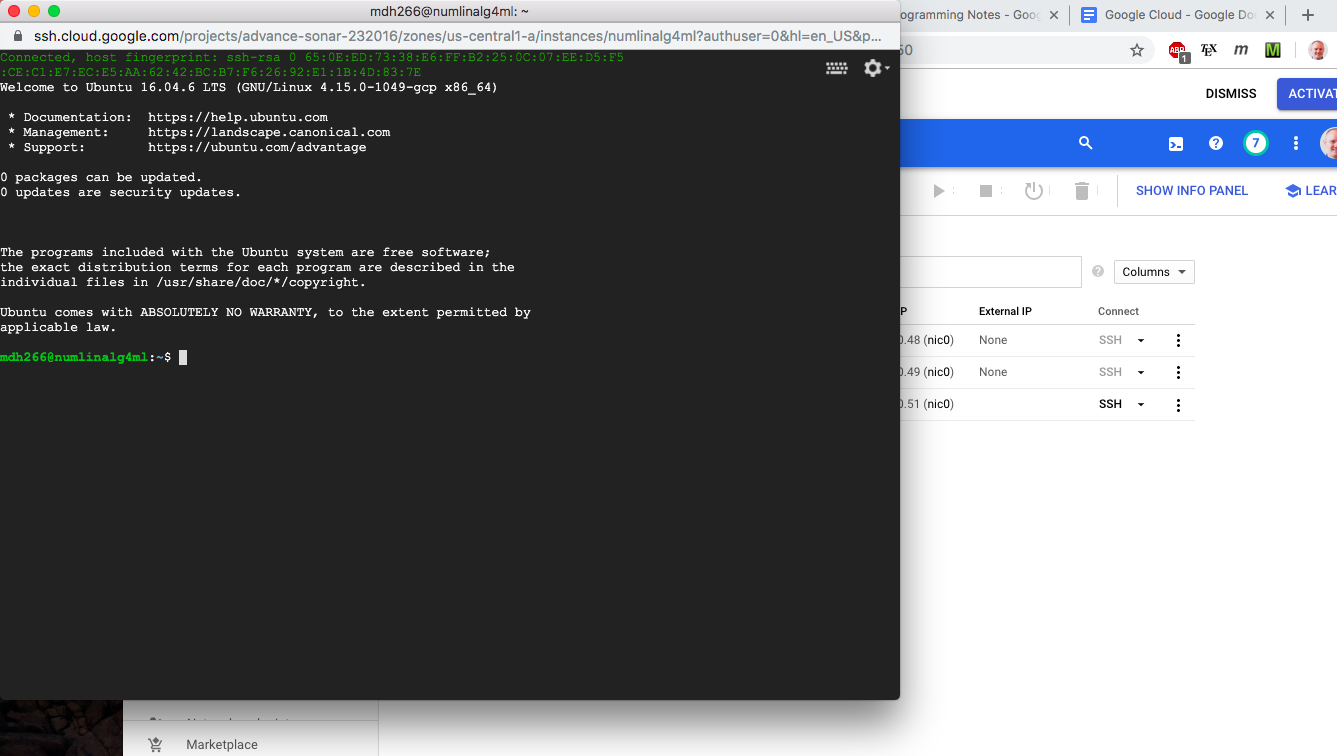 mdh266@numlinalg4ml: ~
ssh.cloud.google.com/projects/advance-sonar-232016/zones/us-central1-a/instances/numlinalg4ml?authuser=0&hl=en_US&p...
Connected, host fingerprint: ssh-rsa 0 65:0E:ED:73:38:E6:FF:B2:25:0C:07:EE:D5:F5
:CE:C1:E7:EC:E5:AA:62:42:BC:B7:F6:26:92:E1:1B:4D:83:7E
Welcome to Ubuntu 16.04.6 LTS (GNU/Linux 4.15.0-1049-gcp x86_64)
* Documentation:  https://help.ubuntu.com
* Management:     https://landscape.canonical.com
* Support:        https://ubuntu.com/advantage
0 packages can be updated.
0 updates are security updates.
The programs included with the Ubuntu system are free software;
the exact distribution terms for each program are described in the
individual files in /usr/share/doc/*/copyright.
Ubuntu comes with ABSOLUTELY NO WARRANTY, to the extent permitted by
applicable law.
mdh266@numlinalg4ml:~$
ogramming Notes - Goo
Google Cloud - Google Do
50
ABP
1
TEX
m
M
DISMISS
ACTIVAT
7
SHOW INFO PANEL
LEAR
Columns
P
External IP
Connect
0.48 (nic0)
None
SSH
0.49 (nic0)
None
SSH
0.51 (nic0)
SSH
Marketplace